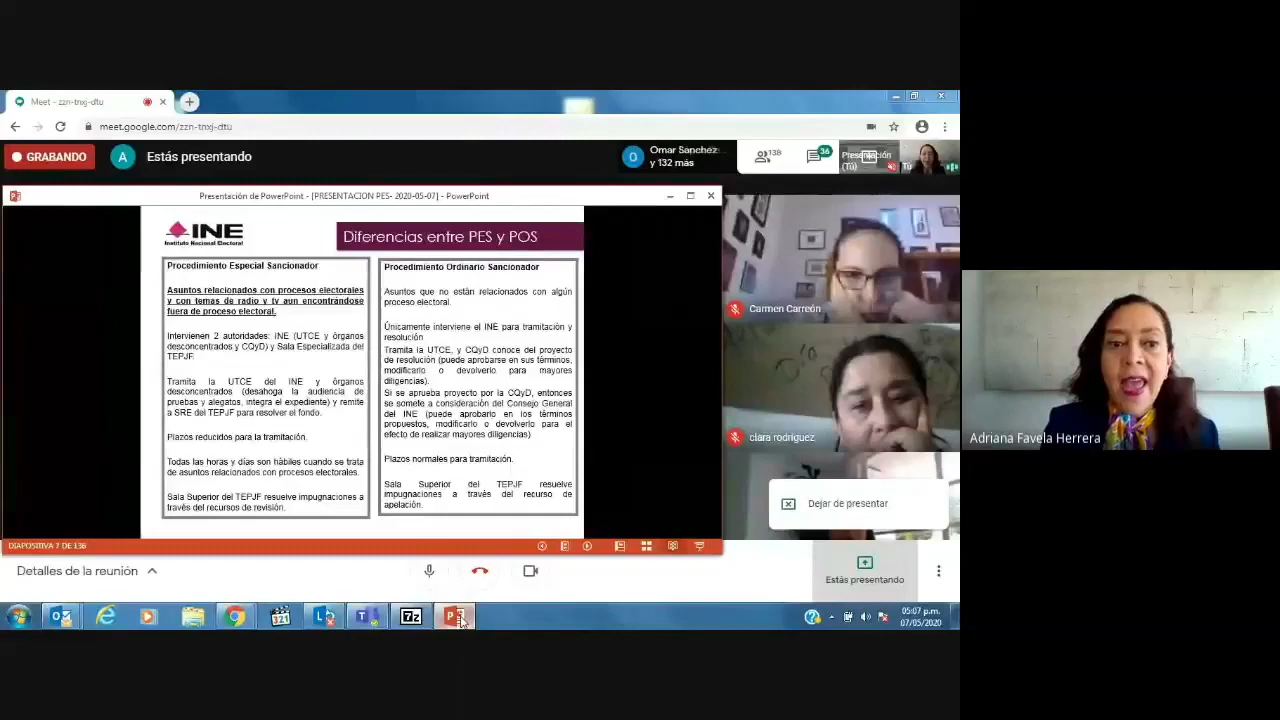 Meet - zzn-tnxj-dtu
meet.google.com/zzn-tnxj-dtu
GRABANDO
A
Estás presentando
O
Omar Sánchez...
y 132 más
138
36
Presentación
(Tú)
Tú
Presentación de PowerPoint - [PRESENTACION PES- 2020-05-07] - PowerPoint
INE
Instituto Nacional Electoral
Diferencias entre PES y POS
Procedimiento Especial Sancionador
Asuntos relacionados con procesos electorales
y con temas de radio y tv aun encontrándose
fuera de proceso electoral.
Intervienen 2 autoridades: INE (UTCE y órganos
desconcentrados y CQyD) y Sala Especializada del
TEPJF.
Tramita la UTCE del INE y órganos
desconcentrados (desahoga la audiencia de
pruebas y alegatos, integra el expediente) y remite
a SRE del TEPJF para resolver el fondo.
Plazos reducidos para la tramitación.
Todas las horas y días son hábiles cuando se trata
de asuntos relacionados con procesos electorales.
Sala Superior del TEPJF resuelve impugnaciones a
través del recursos de revisión.
Procedimiento Ordinario Sancionador
Asuntos que no están relacionados con algún
proceso electoral.
Únicamente interviene el INE para tramitación y
resolución
Tramita la UTCE, y CQyD conoce del proyecto
de resolución (puede aprobarse en sus términos,
modificarlo o devolverlo para mayores
diligencias).
Si se aprueba proyecto por la CQyD, entonces
se somete a consideración del Consejo General
del INE (puede aprobarlo en los términos
propuestos, modificarlo o devolverlo para el
efecto de realizar mayores diligencias)
Plazos normales para tramitación.
Sala Superior del TEPJF resuelve
impugnaciones a través del recurso de
apelación.
Carmen Carreón
clara rodriguez
Adriana Favela Herrera
Dejar de presentar
DIAPOSITIVA 7 DE 136
Detalles de la reunión
Estás presentando
321
7z
05:07 p.m.
07/05/2020